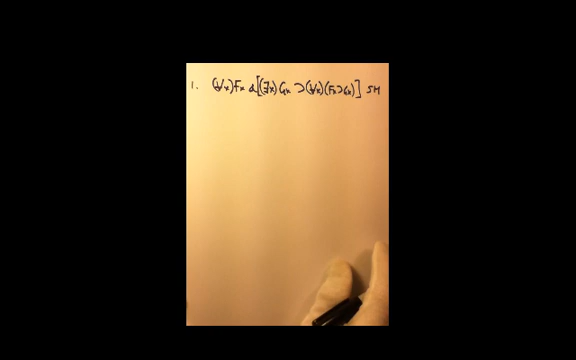 1. (∀x)Fx & [(∃x)Gx ⊃ (∀x)(Fx ⊃ Gx)] SM